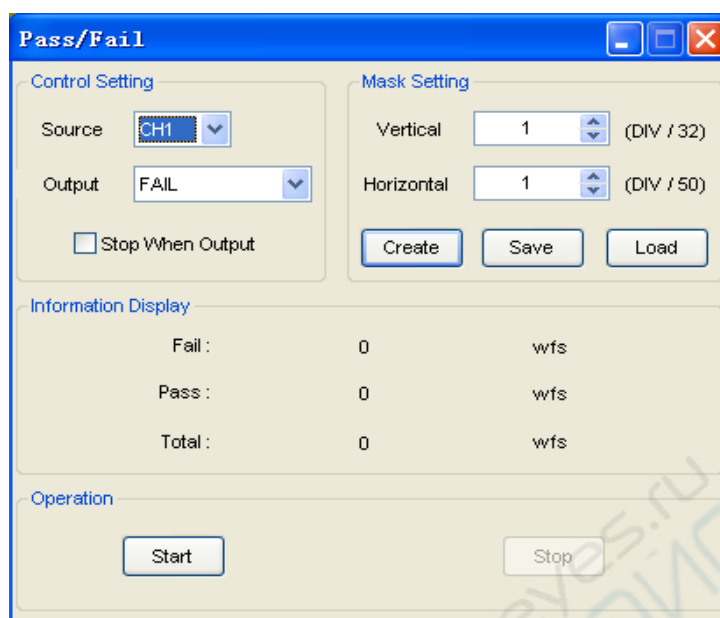 Pass/Fail
Control Setting
Source CH1
Output FAIL
Stop When Output
Mask Setting
Vertical 1 (DIV / 32)
Horizontal 1 (DIV / 50)
Create Save Load
Information Display
Fail : 0 wfs
Pass : 0 wfs
Total : 0 wfs
Operation
Start Stop